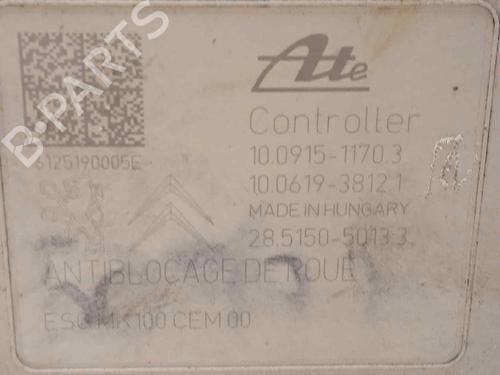 Ate
Controller
6125190005E
10.0915-1170.3
10.0619-3812.1
MADE IN HUNGARY
28.5150-5013.3
ANTIBLOCAGE DE ROUE
ESC MK100 CEM 00
B-PARTS